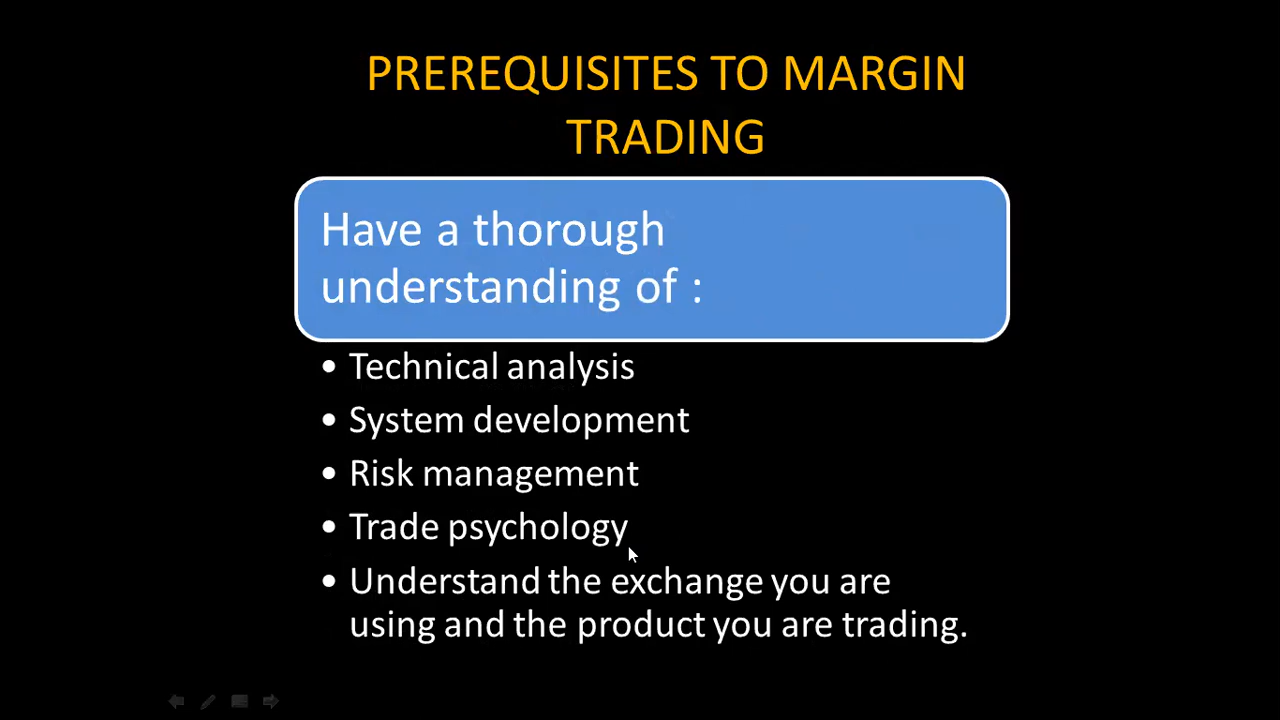 PREREQUISITES TO MARGIN
TRADING
Have a thorough
understanding of :
• Technical analysis
• System development
• Risk management
• Trade psychology
• Understand the exchange you are
using and the product you are trading.